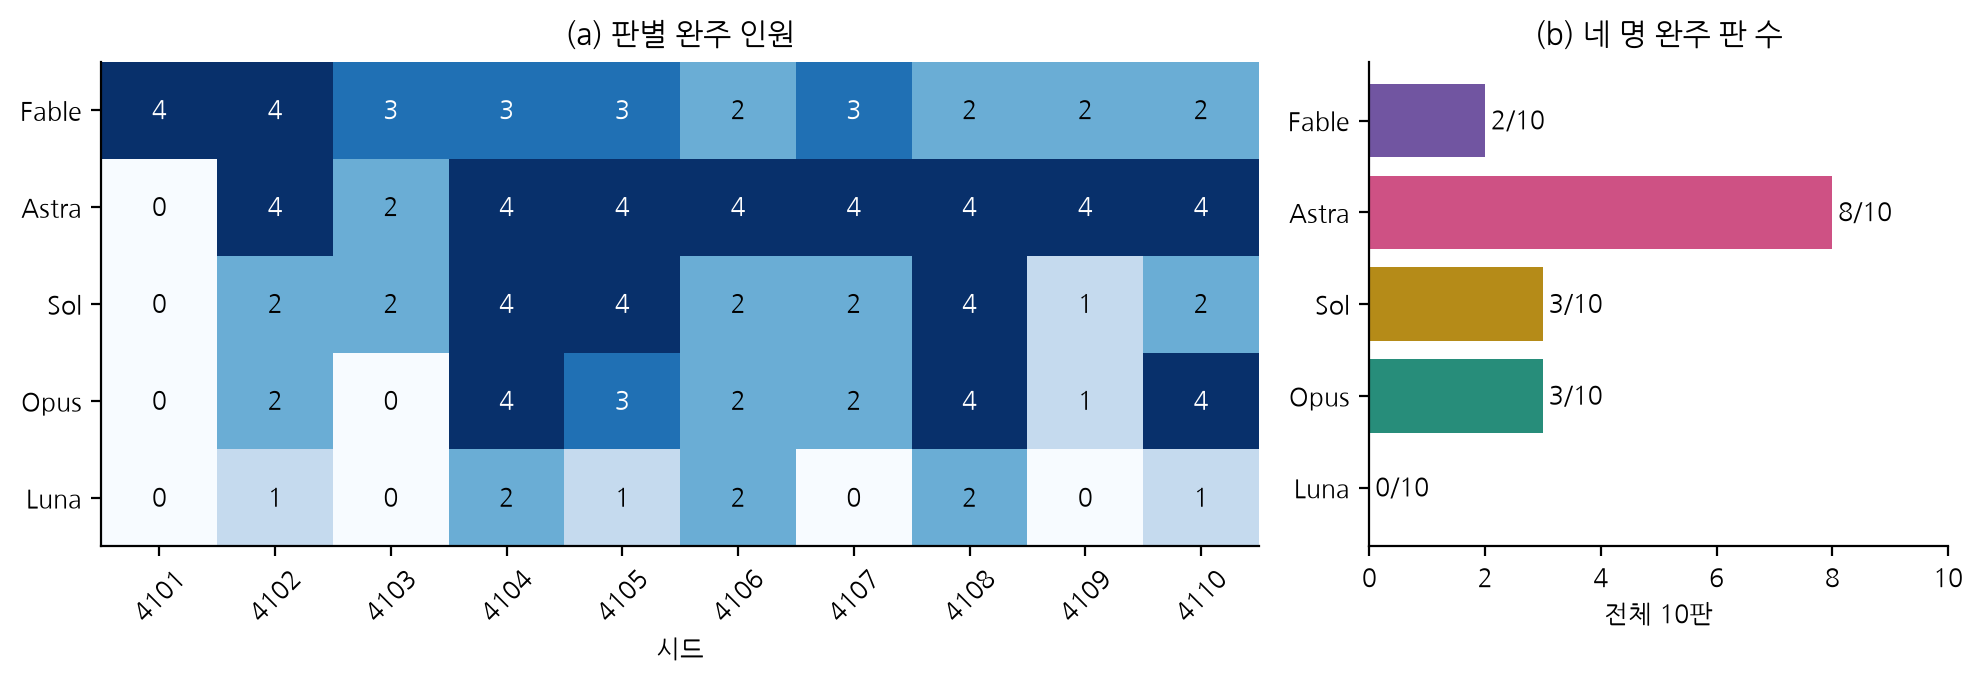 (a) 판별 완주 인원
Fable 4 4 3 3 3 2 3 2 2 2
Astra 0 4 2 4 4 4 4 4 4 4
Sol 0 2 2 4 4 2 2 4 1 2
Opus 0 2 0 4 3 2 2 4 1 4
Luna 0 1 0 2 1 2 0 2 0 1
4101 4102 4103 4104 4105 4106 4107 4108 4109 4110
시드
(b) 네 명 완주 판 수
Fable 2/10
Astra 8/10
Sol 3/10
Opus 3/10
Luna 0/10
0 2 4 6 8 10
전체 10판